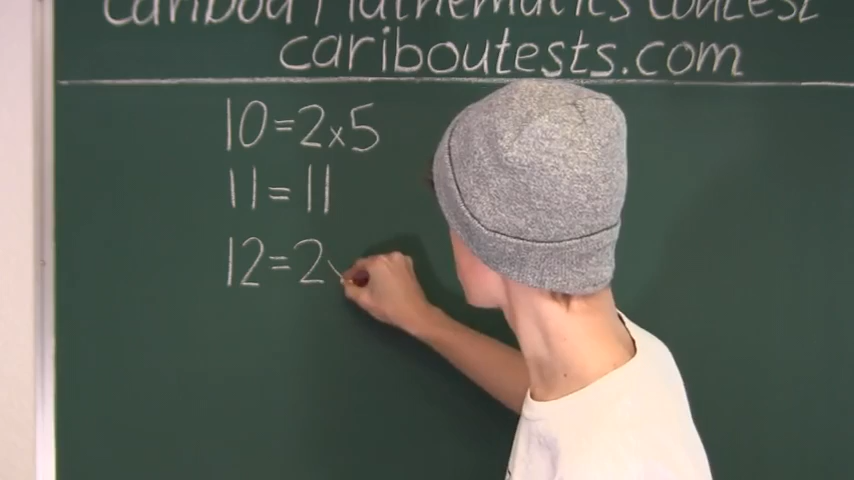 Caribou Mathematics Contest
cariboutests.com
10=2x5
11=11
12=2